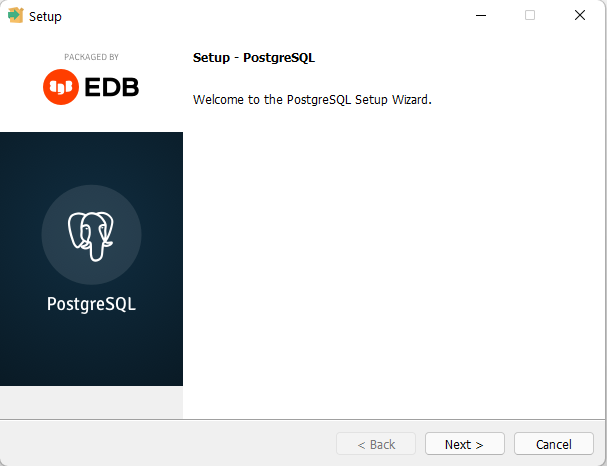 Setup
PACKAGED BY
EDB
Setup - PostgreSQL
Welcome to the PostgreSQL Setup Wizard.
PostgreSQL
< Back
Next >
Cancel